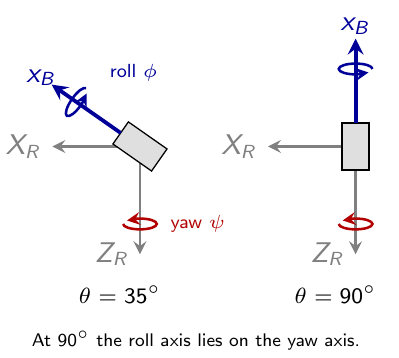 x_B
roll ϕ
x_B
X_R
X_R
yaw ψ
Z_R
Z_R
θ = 35°
θ = 90°
At 90° the roll axis lies on the yaw axis.